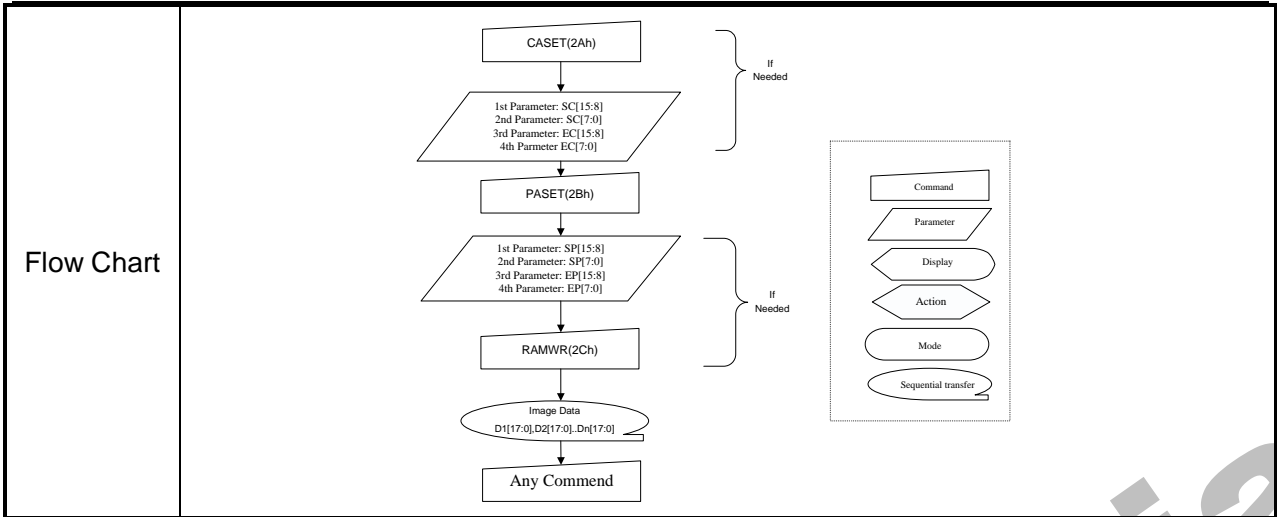 Flow Chart
CASET(2Ah)
1st Parameter: SC[15:8]
2nd Parameter: SC[7:0]
3rd Parameter: EC[15:8]
4th Parmeter EC[7:0]
If
Needed
PASET(2Bh)
1st Parameter: SP[15:8]
2nd Parameter: SP[7:0]
3rd Parameter: EP[15:8]
4th Parameter: EP[7:0]
If
Needed
RAMWR(2Ch)
Image Data
D1[17:0],D2[17:0]..Dn[17:0]
Any Commend
Command
Parameter
Display
Action
Mode
Sequential transfer